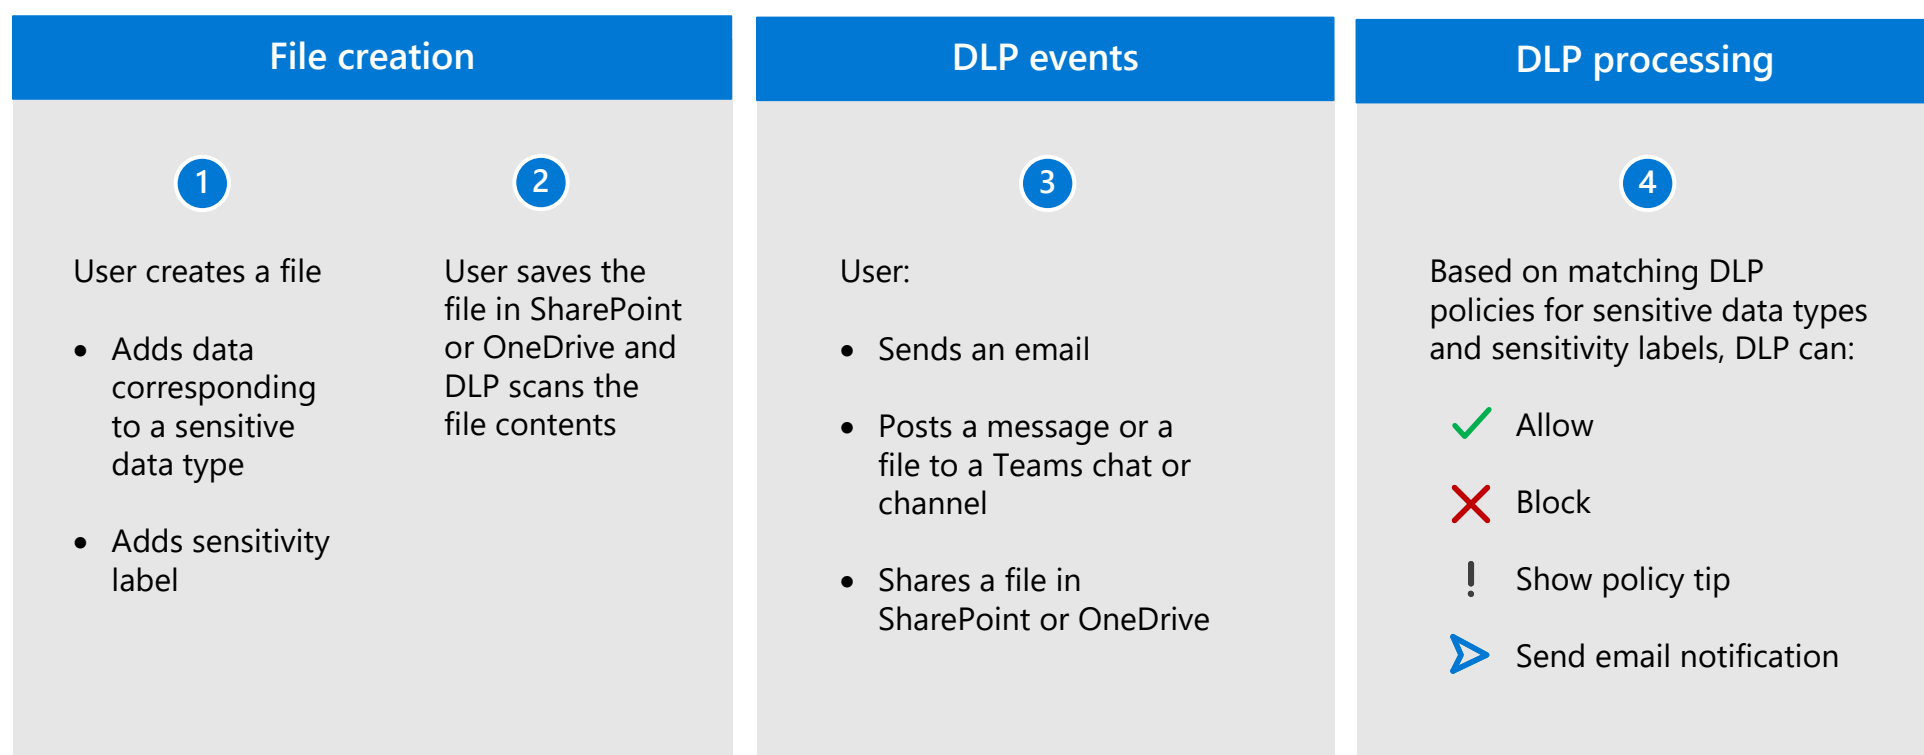 File creation
1
User creates a file
• Adds data
corresponding
to a sensitive
data type
• Adds sensitivity
label
2
User saves the
file in SharePoint
or OneDrive and
DLP scans the
file contents
DLP events
3
User:
• Sends an email
• Posts a message or a
file to a Teams chat or
channel
• Shares a file in
SharePoint or OneDrive
DLP processing
4
Based on matching DLP
policies for sensitive data types
and sensitivity labels, DLP can:
Allow
Block
Show policy tip
Send email notification